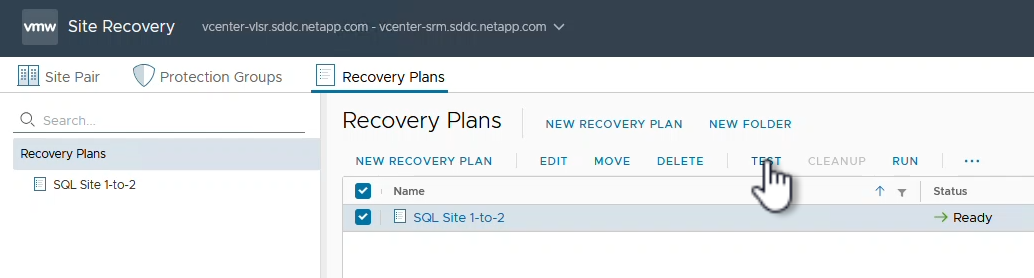 vmw Site Recovery vcenter-vlsr.sddc.netapp.com - vcenter-srm.sddc.netapp.com
Site Pair Protection Groups Recovery Plans
Search...
Recovery Plans
SQL Site 1-to-2
Recovery Plans NEW RECOVERY PLAN NEW FOLDER
NEW RECOVERY PLAN EDIT MOVE DELETE TEST CLEANUP RUN ...
Name Status
SQL Site 1-to-2 Ready